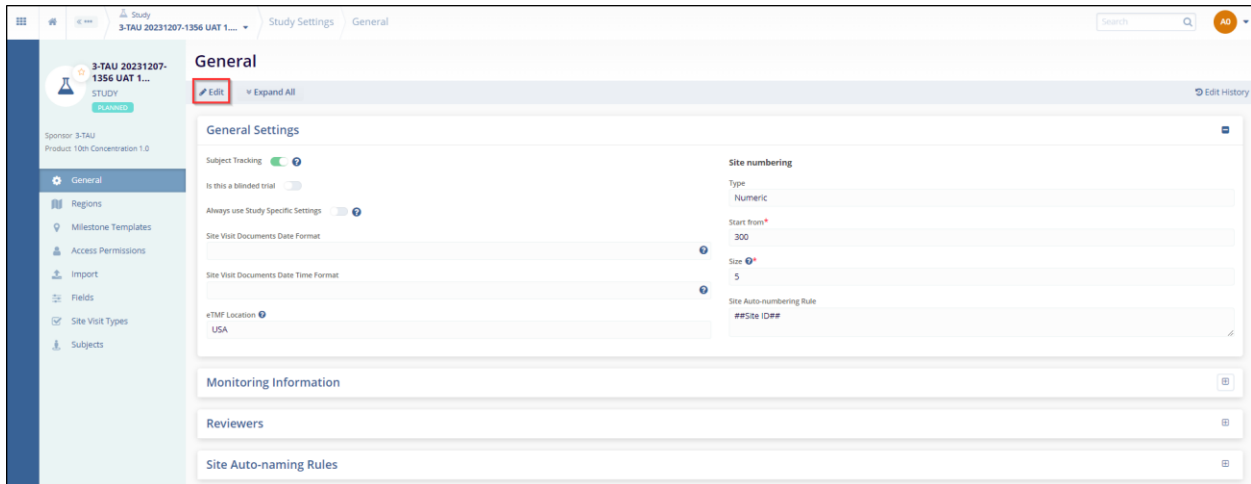 Study
3-TAU 20231207-1356 UAT 1....
Study Settings
General
Search
AO
3-TAU 20231207-
1356 UAT 1...
STUDY
PLANNED
Sponsor 3-TAU
Product 10th Concentration 1.0
General
Regions
Milestone Templates
Access Permissions
Import
Fields
Site Visit Types
Subjects
General
Edit
Expand All
Edit History
General Settings
Subject Tracking
Is this a blinded trial
Always use Study Specific Settings
Site Visit Documents Date Format
Site Visit Documents Date Time Format
eTMF Location
USA
Site numbering
Type
Numeric
Start from*
300
Size *
5
Site Auto-numbering Rule
##Site ID##
Monitoring Information
Reviewers
Site Auto-naming Rules